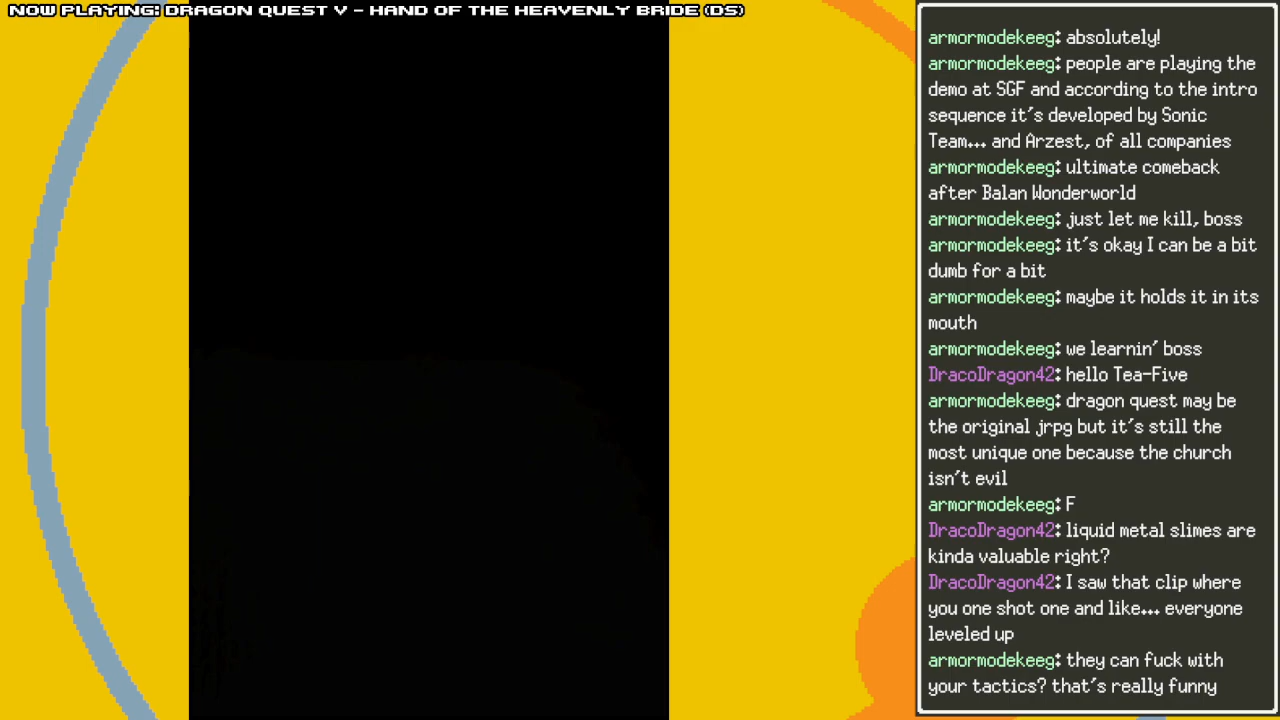 NOW PLAYING: DRAGON QUEST V - HAND OF THE HEAVENLY BRIDE (DS)
armormodekeeg: absolutely!
armormodekeeg: people are playing the
demo at SGF and according to the intro
sequence it's developed by Sonic
Team... and Arzest, of all companies
armormodekeeg: ultimate comeback
after Balan Wonderworld
armormodekeeg: just let me kill, boss
armormodekeeg: it's okay I can be a bit
dumb for a bit
armormodekeeg: maybe it holds it in its
mouth
armormodekeeg: we learnin' boss
DracoDragon42: hello Tea-Five
armormodekeeg: dragon quest may be
the original jrpg but it's still the
most unique one because the church
isn't evil
armormodekeeg: F
DracoDragon42: liquid metal slimes are
kinda valuable right?
DracoDragon42: I saw that clip where
you one shot one and like... everyone
leveled up
armormodekeeg: they can fuck with
your tactics? that's really funny